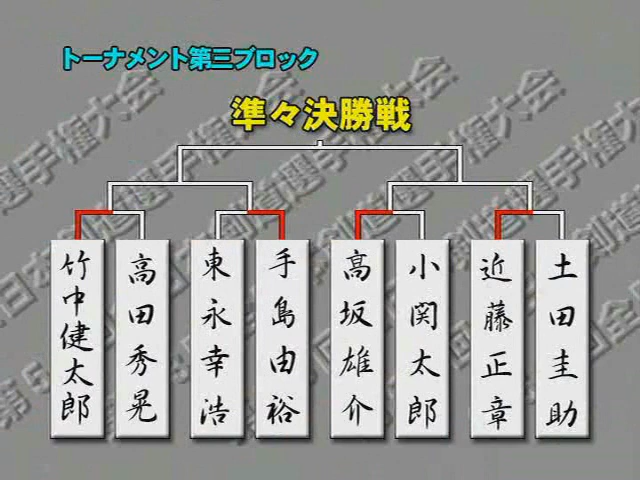 トーナメント第三ブロック
準々決勝戦
竹中健太郎
高田秀晃
東永幸浩
手島由裕
高坂雄介
小関太郎
近藤正章
土田圭助